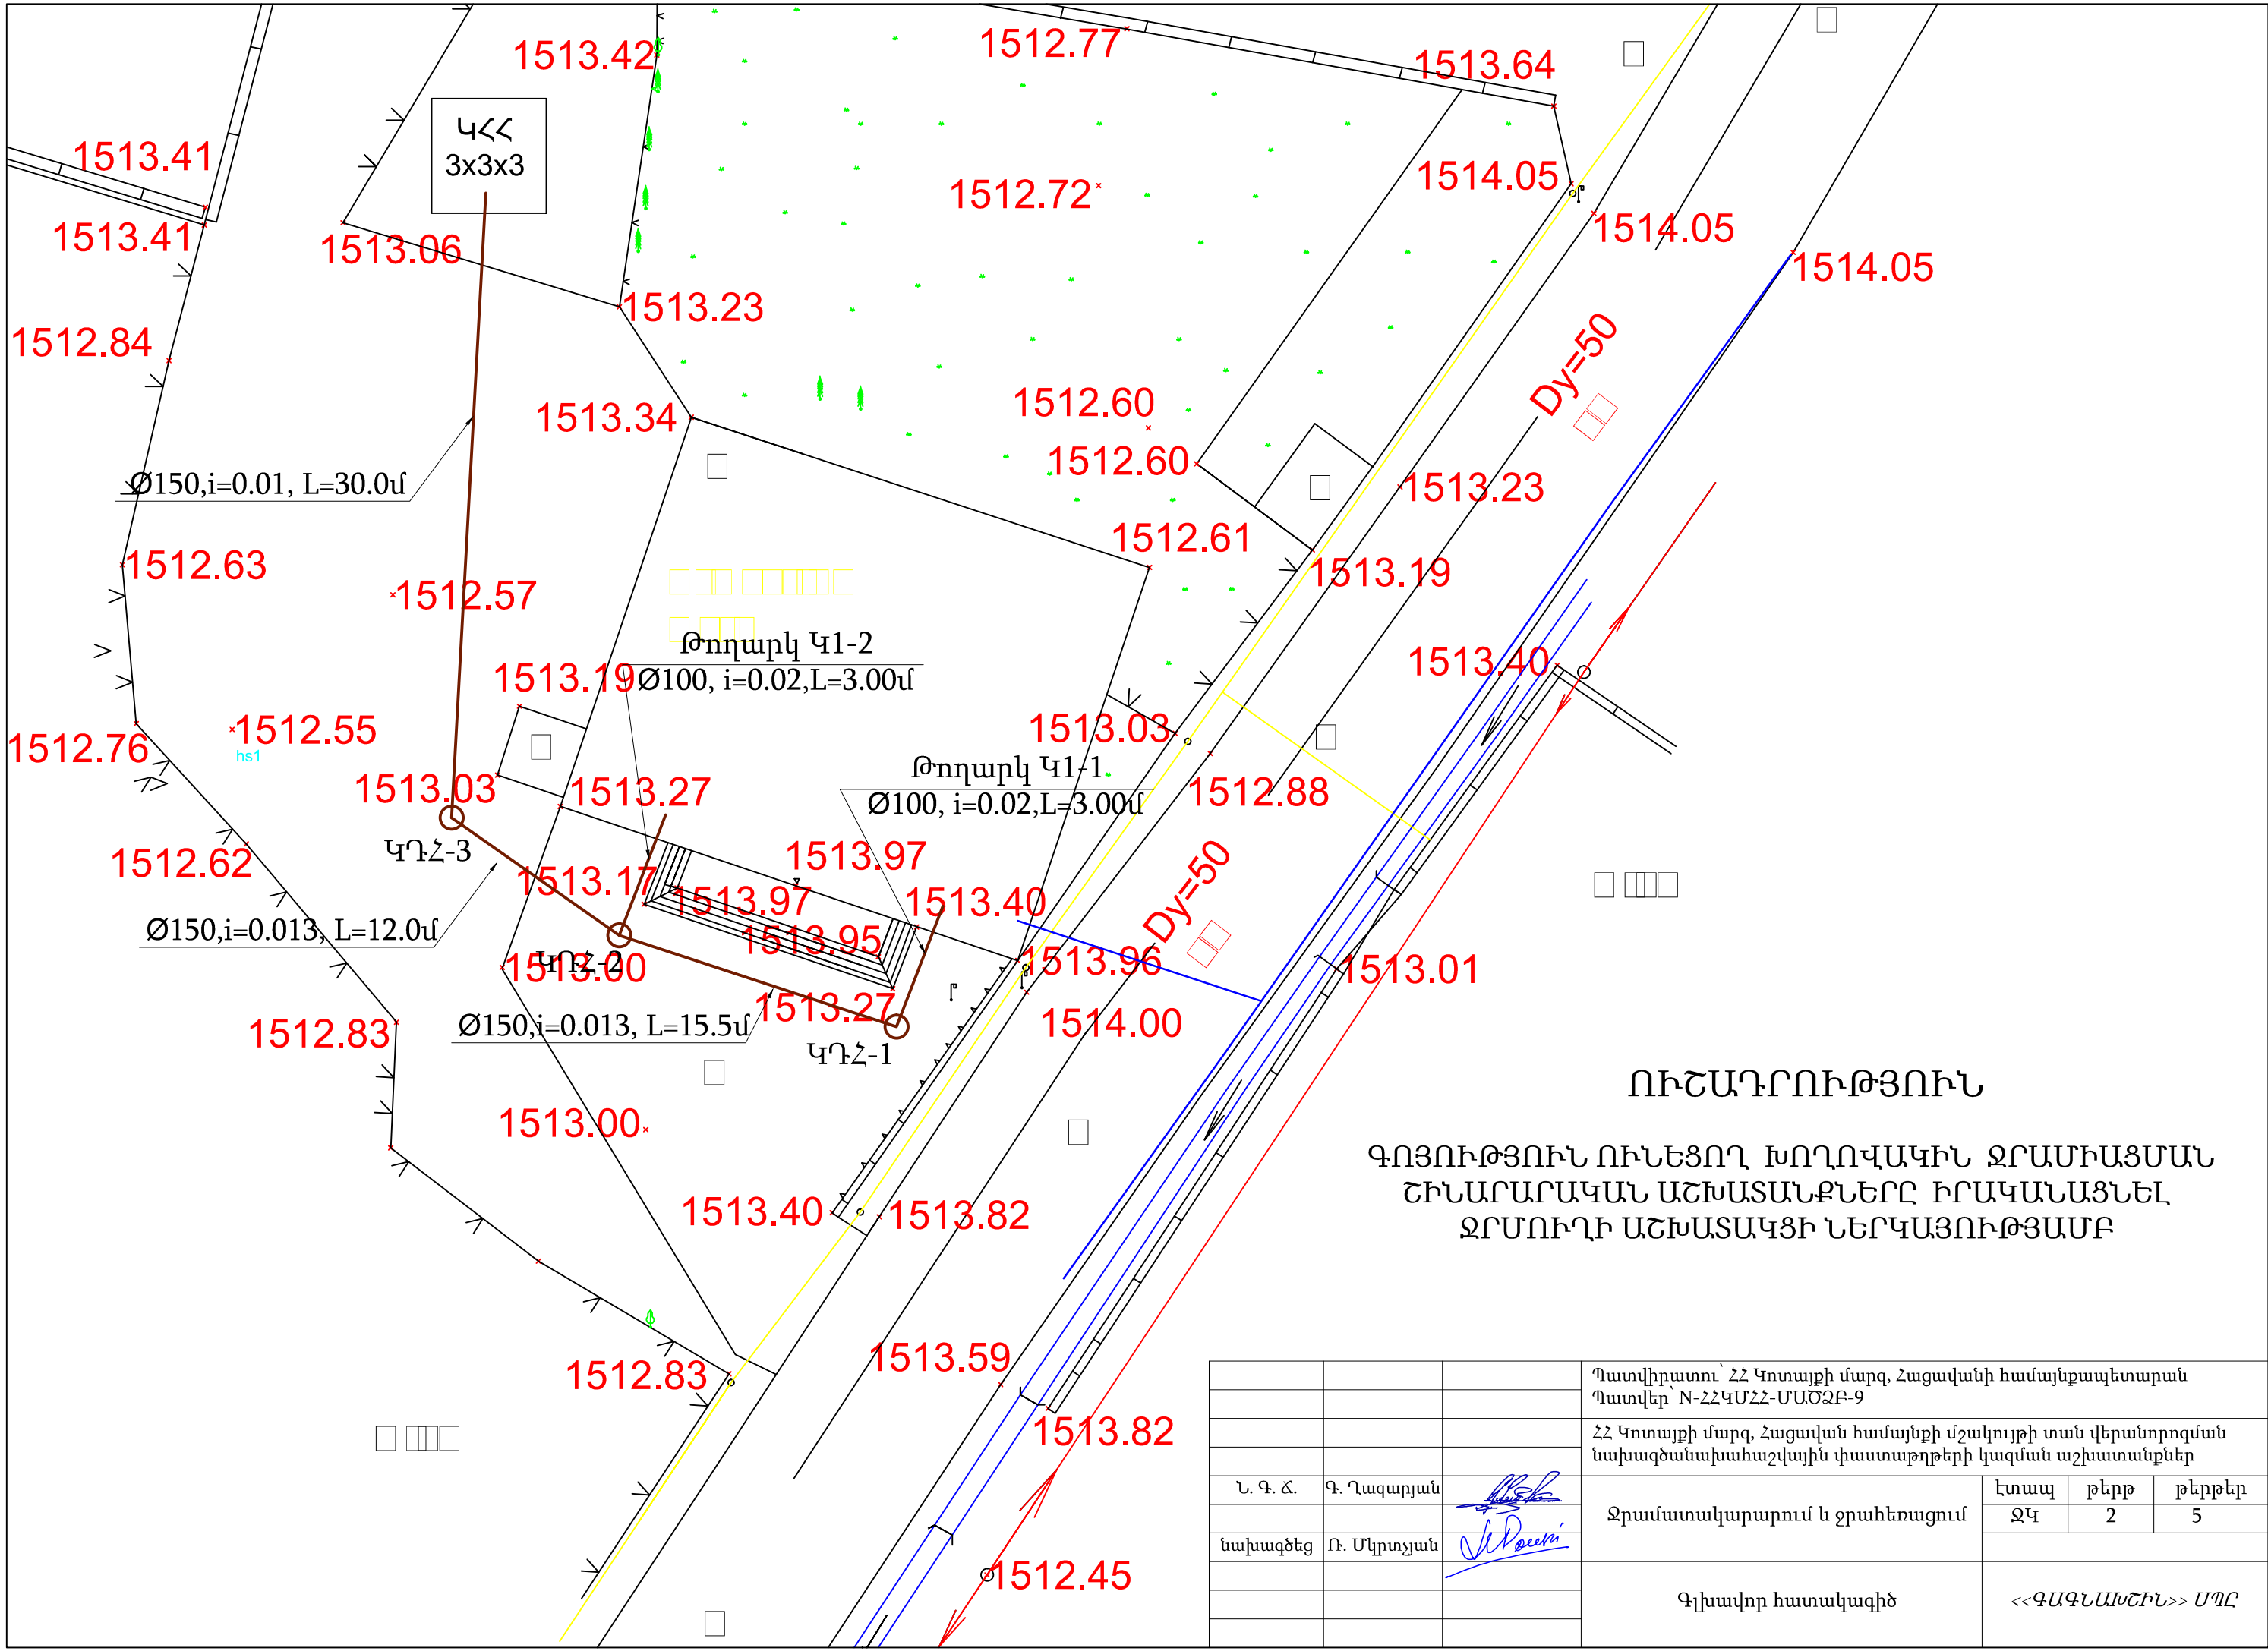 1513.42
1512.77
1513.64
ԿՀՀ
3x3x3
1513.41
1512.72
1514.05
1513.41
1513.06
1514.05
1514.05
1513.23
1512.84
Dy=50
1513.34
1512.60
1512.60
Ø150,i=0.01, L=30.0մ
1513.23
1512.61
1512.63
1513.19
1512.57
Թողարկ Կ1-2
Ø100, i=0.02,L=3.00մ
1513.19
1513.40
1512.55
hs1
1512.76
1513.03
Թողարկ Կ1-1
Ø100, i=0.02,L=3.00մ
1513.03
1513.27
1512.88
ԿԴՀ-3
1512.62
1513.97
1513.17
1513.97
1513.40
Dy=50
Ø150,i=0.013, L=12.0մ
1513.95
ԿԴՀ-2
1513.00
1513.96
1513.01
1513.27
1514.00
1512.83
Ø150,i=0.013, L=15.5մ
ԿԴՀ-1
1513.00
ՈՒՇԱԴՐՈՒԹՅՈՒՆ
ԳՈՅՈՒԹՅՈՒՆ ՈՒՆԵՑՈՂ ԽՈՂՈՎԱԿԻՆ ՋՐԱՄԻԱՑՄԱՆ
ՇԻՆԱՐԱՐԱԿԱՆ ԱՇԽԱՏԱՆՔՆԵՐԸ ԻՐԱԿԱՆԱՑՆԵԼ
ՋՐՄՈՒՂԻ ԱՇԽԱՏԱԿՑԻ ՆԵՐԿԱՅՈՒԹՅԱՄԲ
1513.40
1513.82
1513.59
1512.83
1513.82
1512.45
Պատվիրատու՝ ՀՀ Կոտայքի մարզ, Հացավանի համայնքապետարան
Պատվեր՝ N-ՀՀԿՄՀՀ-ՄԱԾՁԲ-9
ՀՀ Կոտայքի մարզ, Հացավան համայնքի մշակույթի տան վերանորոգման
նախագծանախահաշվային փաստաթղթերի կազման աշխատանքներ
Ն. Գ. Ճ. Գ. Ղազարյան
նախագծեց Ռ. Մկրտչյան
Ջրամատակարարում և ջրահեռացում
էտապ թերթ թերթեր
ՋԿ 2 5
Գլխավոր հատակագիծ
<<ԳԱԳՆԱԽՇԻՆ>> ՍՊԸ